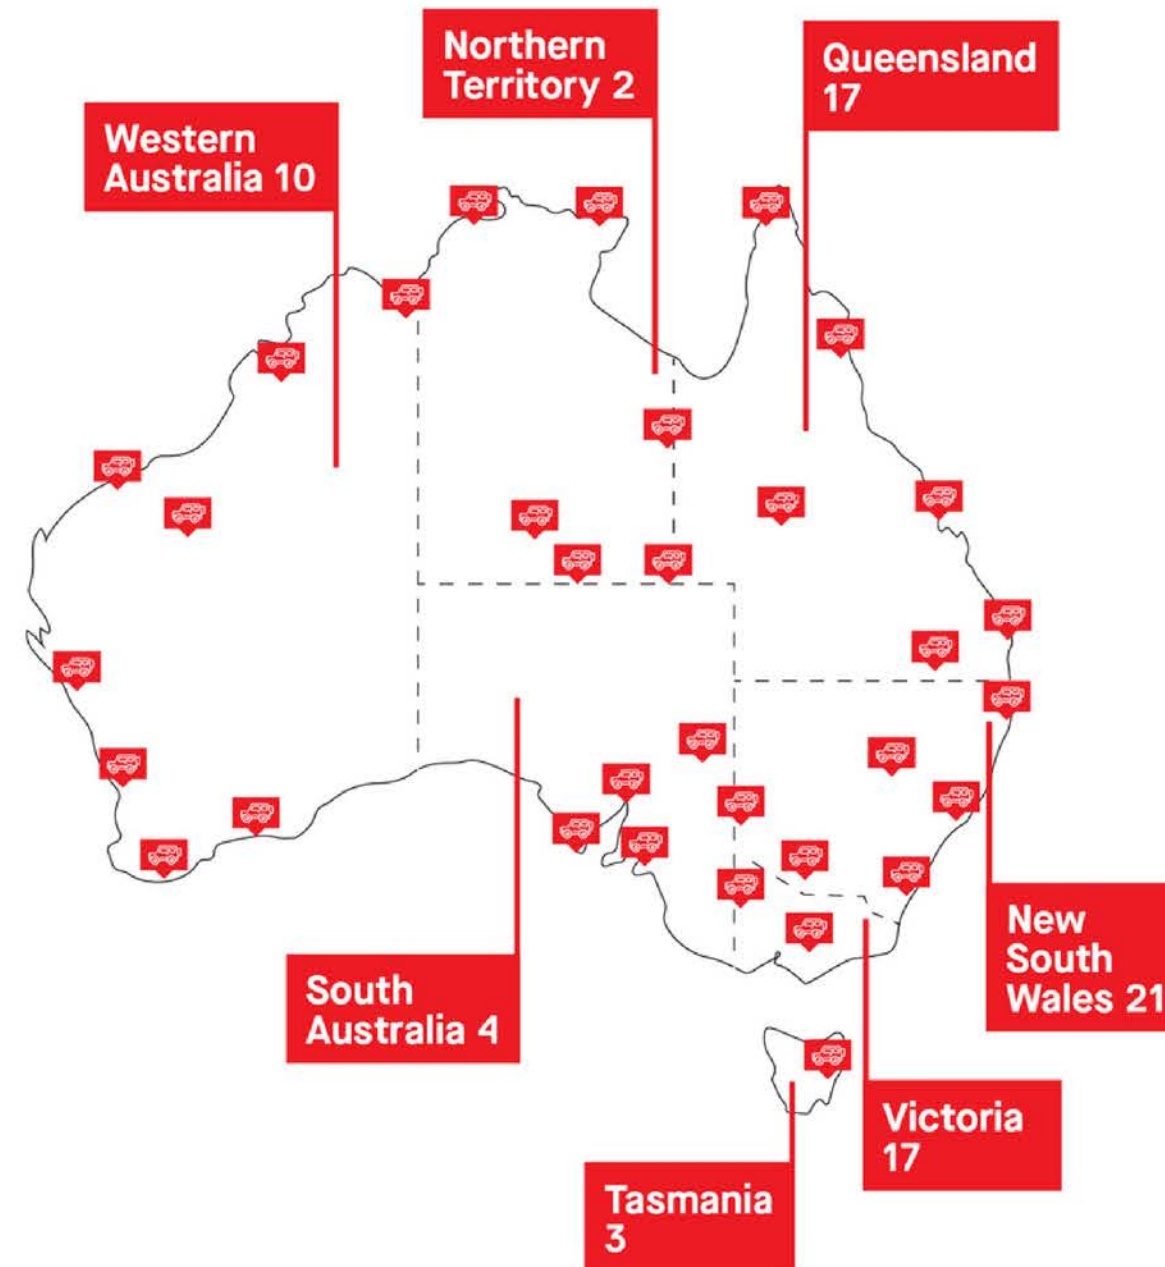 Northern
Territory 2
Queensland
17
Western
Australia 10
New
South
Wales 21
South
Australia 4
Victoria
17
Tasmania
3